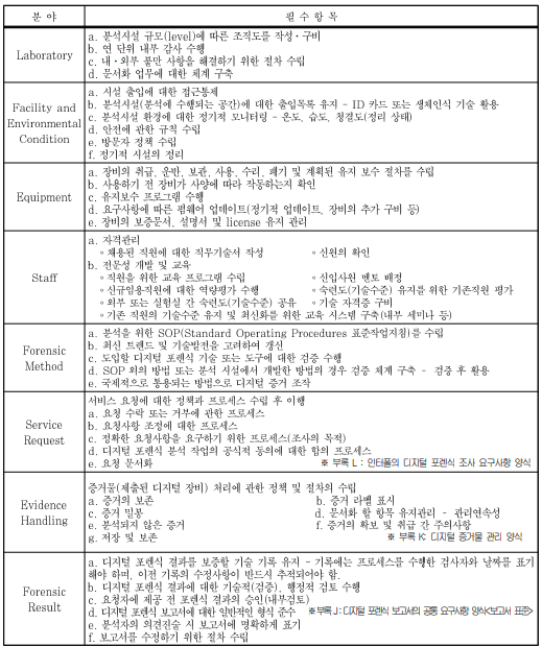 분 야
필 수 항 목
Laboratory
a. 분석시설 규모(level)에 따른 조직도를 작성·구비
b. 연 단위 내부 감사 수행
c. 내·외부 불만 사항을 해결하기 위한 절차 수립
d. 문서화 업무에 대한 체계 구축
Facility and
Environmental
Condition
a. 시설 출입에 대한 접근통제
b. 분석시설(분석에 수행되는 공간)에 대한 출입목록 유지 - ID 카드 또는 생체인식 기술 활용
c. 분석시설 환경에 대한 정기적 모니터링 - 온도, 습도, 청결도(정리 상태)
d. 안전에 관한 규칙 수립
e. 방문자 정책 수립
f. 정기적 시설의 정리
Equipment
a. 장비의 취급, 운반, 보관, 사용, 수리, 폐기 및 계획된 유지 보수 절차를 수립
b. 사용하기 전 장비가 사양에 따라 작동하는지 확인
c. 유지보수 프로그램 수행
d. 요구사항에 따른 펌웨어 업데이트(정기적 업데이트, 장비의 추가 구비 등)
e. 장비의 보증문서, 설명서 및 license 유지 관리
Staff
a. 자격관리
◦채용된 직원에 대한 직무기술서 작성 ◦신원의 확인
b. 전문성 개발 및 교육
◦직원을 위한 교육 프로그램 수립 ◦신입사원 멘토 배정
◦신규임용직원에 대한 역량평가 수행 ◦숙련도(기술수준) 유지를 위한 기존직원 평가
◦외부 또는 실험실 간 숙련도(기술수준) 공유 ◦기술 자격증 구비
◦기존 직원의 기술수준 유지 및 최신화를 위한 교육 시스템 구축(내부 세미나 등)
Forensic
Method
a. 분석을 위한 SOP(Standard Operating Procedures 표준작업지침)를 수립
b. 최신 트렌드 및 기술발전을 고려하여 갱신
c. 도입할 디지털 포렌식 기술 또는 도구에 대한 검증 수행
d. SOP 외의 방법 또는 분석 시설에서 개발한 방법의 경우 검증 체계 구축 - 검증 후 활용
e. 국제적으로 통용되는 방법으로 디지털 증거 조작
Service
Request
서비스 요청에 대한 정책과 프로세스 수립 후 이행
a. 요청 수락 또는 거부에 관한 프로세스
b. 요청사항 조정에 대한 프로세스
c. 정확한 요청사항을 요구하기 위한 프로세스(조사의 목적)
d. 디지털 포렌식 분석 작업의 공식적 동의에 대한 합의 프로세스
e. 요청 문서화 ※ 부록 L : 인터폴의 디지털 포렌식 조사 요구사항 양식
Evidence
Handling
증거물(제출된 디지털 장비) 처리에 관한 정책 및 절차의 수립
a. 증거의 보존 b. 증거 라벨 표시
c. 증거 밀봉 d. 문서화 할 항목 유지관리 - 관리연속성
e. 분석되지 않은 증거 f. 증거의 확보 및 취급 간 주의사항
g. 저장 및 보존 ※ 부록 K: 디지털 증거물 관리 양식
Forensic
Result
a. 디지털 포렌식 결과를 보증할 기술 기록 유지 - 기록에는 프로세스를 수행한 검사자와 날짜를 표기
해야 하며, 이전 기록의 수정사항이 반드시 추적되어야 함.
b. 디지털 포렌식 결과에 대한 기술적(검증), 행정적 검토 수행
c. 요청자에 제공 전 포렌식 결과의 승인(내부검토)
d. 디지털 포렌식 보고서에 대한 일반적인 형식 준수 ※부록 J : 디지털 포렌식 보고서의 공통 요구사항 양식<보고서 표준>
e. 분석자의 의견진술 시 보고서에 명확하게 표기
f. 보고서를 수정하기 위한 절차 수립